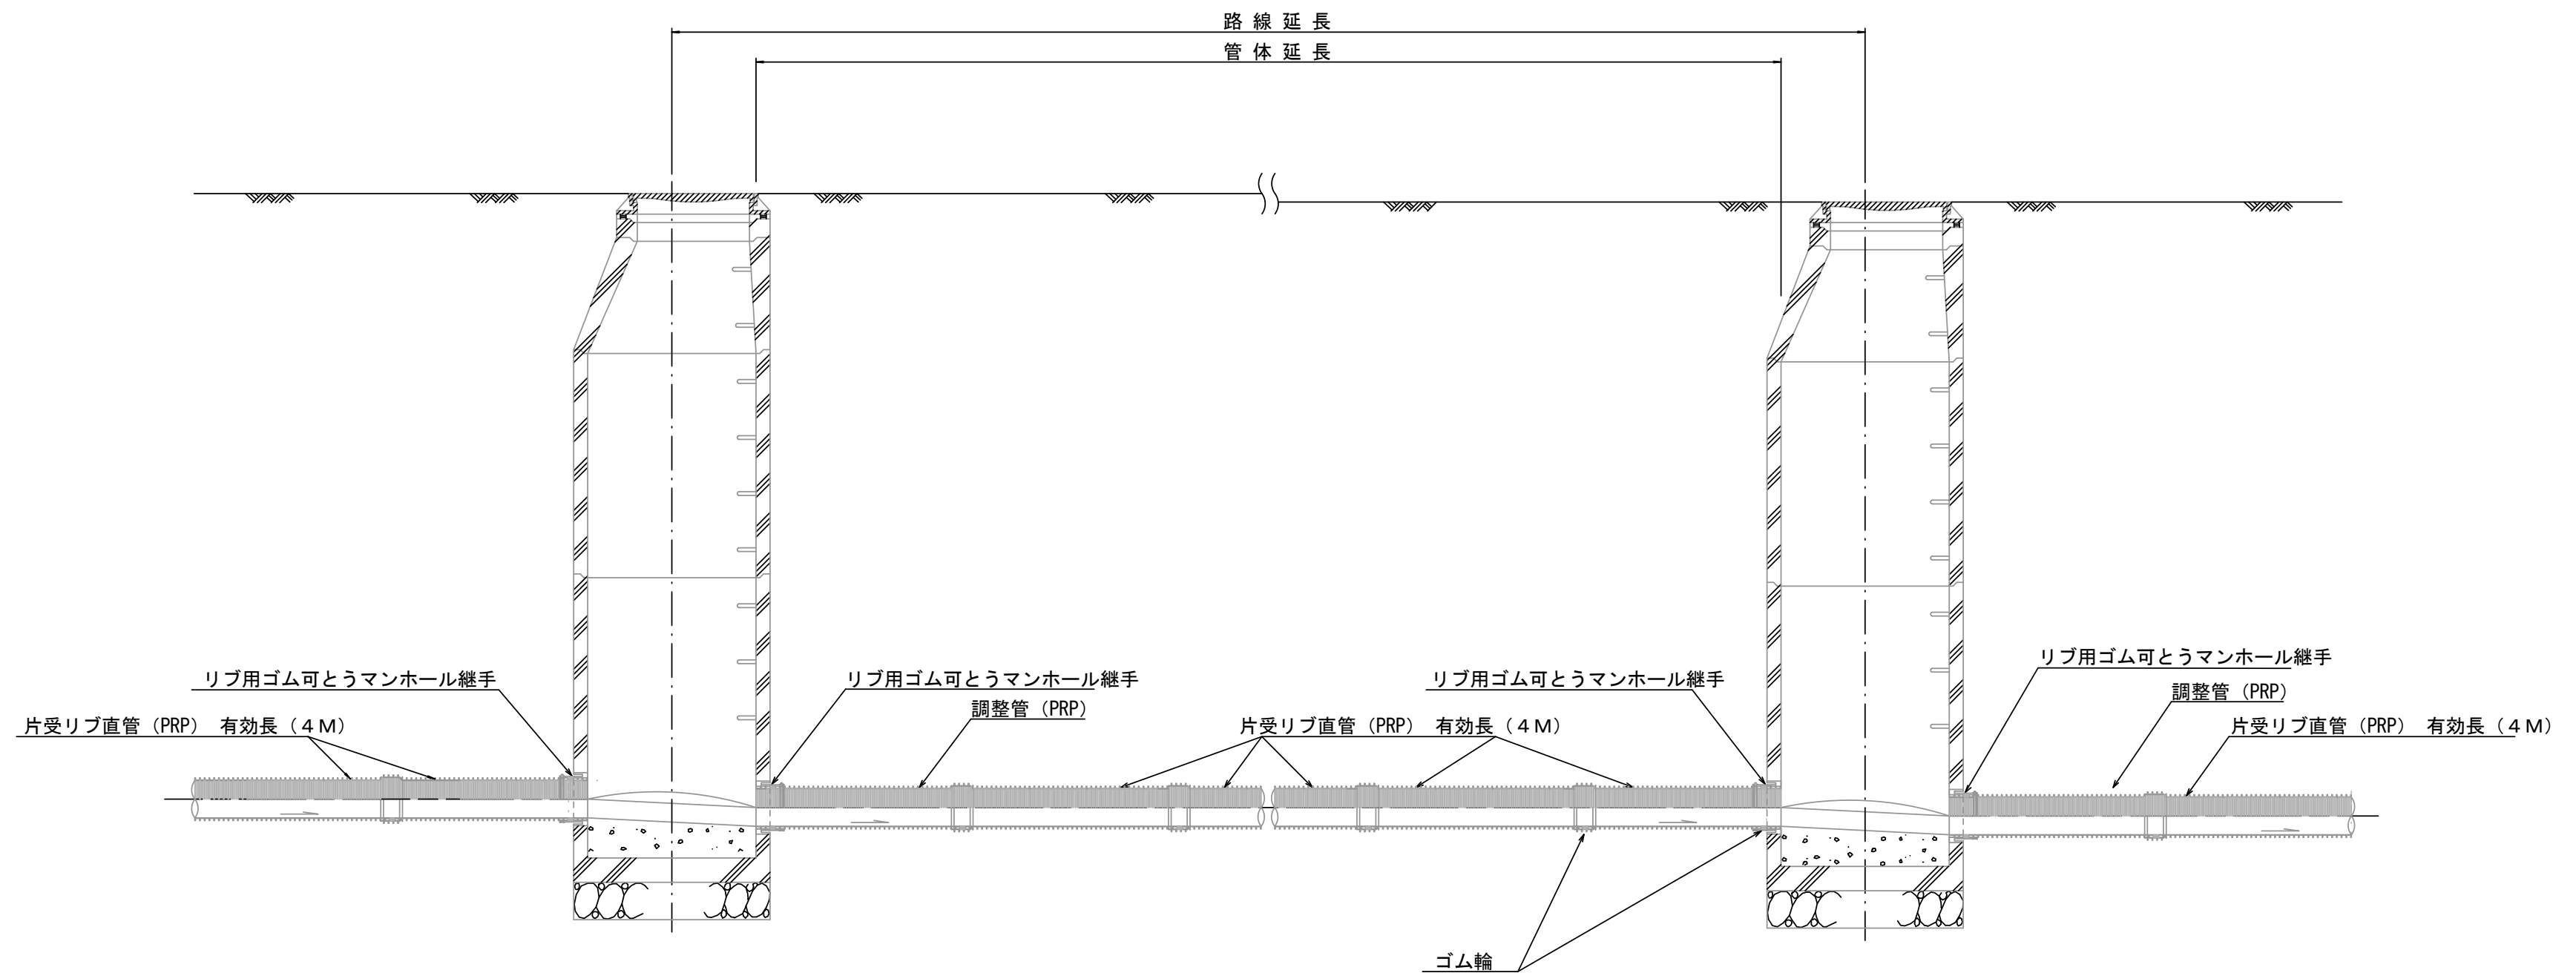 路線延長
管体延長
リブ用ゴム可とうマンホール継手
リブ用ゴム可とうマンホール継手
リブ用ゴム可とうマンホール継手
リブ用ゴム可とうマンホール継手
調整管（PRP）
調整管（PRP）
片受リブ直管（PRP） 有効長（４Ｍ）
片受リブ直管（PRP） 有効長（４Ｍ）
片受リブ直管（PRP） 有効長（４Ｍ）
ゴム輪